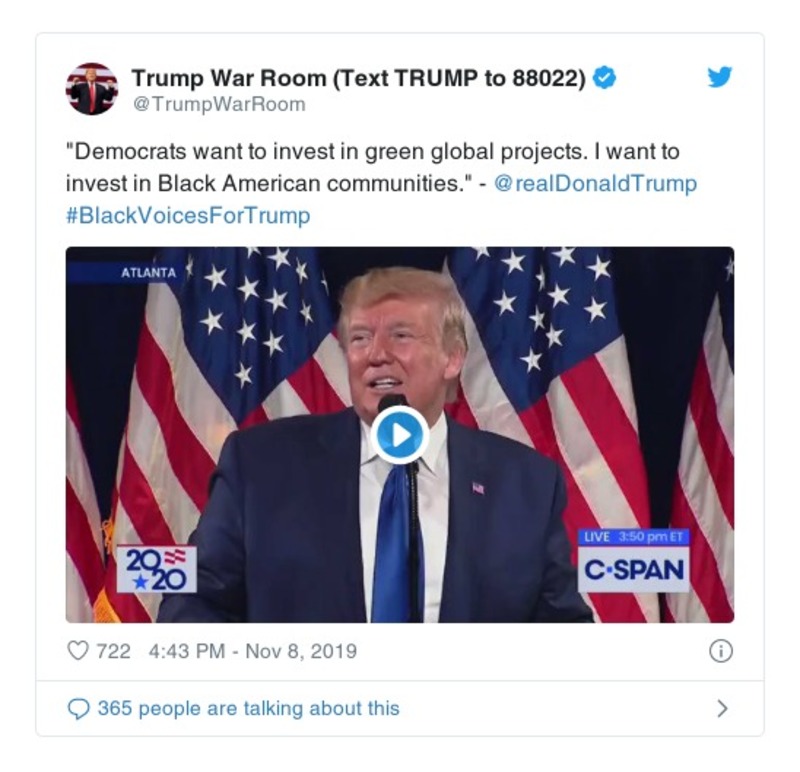 Trump War Room (Text TRUMP to 88022)
@TrumpWarRoom
"Democrats want to invest in green global projects. I want to
invest in Black American communities." - @realDonaldTrump
#BlackVoicesForTrump
ATLANTA
20
20
LIVE 3:50 pm ET
C·SPAN
722 4:43 PM - Nov 8, 2019
365 people are talking about this